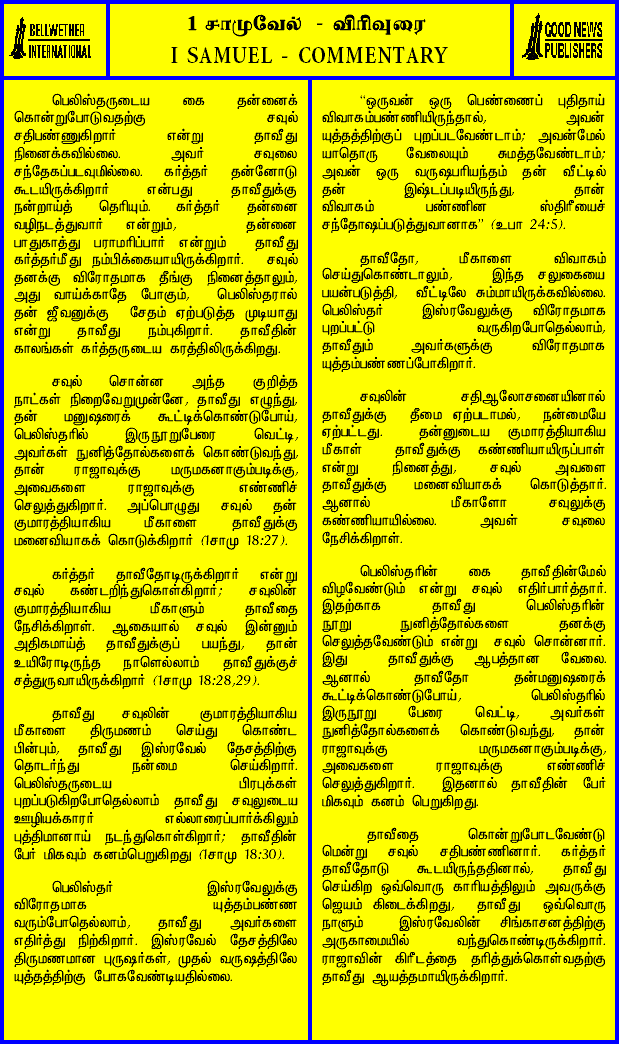 BELLWETHER
INTERNATIONAL
1 சாமுவேல் - விரிவுரை
I SAMUEL - COMMENTARY
GOOD NEWS
PUBLISHERS
பெலிஸ்தருடைய கை தன்னைக்
கொன்றுபோடுவதற்கு சவுல்
சதிபண்ணுகிறார் என்று தாவீது
நினைக்கவில்லை. அவர் சவுலை
சந்தேகப்படவுமில்லை. கர்த்தர் தன்னோடு
கூடயிருக்கிறார் என்பது தாவீதுக்கு
நன்றாய்த் தெரியும். கர்த்தர் தன்னை
வழிநடத்துவார் என்றும், தன்னை
பாதுகாத்து பராமரிப்பார் என்றும் தாவீது
கர்த்தர்மீது நம்பிக்கையாயிருக்கிறார். சவுல்
தனக்கு விரோதமாக தீங்கு நினைத்தாலும்,
அது வாய்க்காதே போகும், பெலிஸ்தரால்
தன் ஜீவனுக்கு சேதம் ஏற்படுத்த முடியாது
என்று தாவீது நம்புகிறார். தாவீதின்
காலங்கள் கர்த்தருடைய கரத்திலிருக்கிறது.
சவுல் சொன்ன அந்த குறித்த
நாட்கள் நிறைவேறுமுன்னே, தாவீது எழுந்து,
தன் மனுஷரைக் கூட்டிக்கொண்டுபோய்,
பெலிஸ்தரில் இருநூறுபேரை வெட்டி,
அவர்கள் நுனித்தோல்களைக் கொண்டுவந்து,
தான் ராஜாவுக்கு மருமகனாகும்படிக்கு,
அவைகளை ராஜாவுக்கு எண்ணிச்
செலுத்துகிறார். அப்பொழுது சவுல் தன்
குமாரத்தியாகிய மீகாளை தாவீதுக்கு
மனைவியாகக் கொடுக்கிறார் (1சாமு 18:27).
கர்த்தர் தாவீதோடிருக்கிறார் என்று
சவுல் கண்டறிந்துகொள்கிறார்; சவுலின்
குமாரத்தியாகிய மீகாளும் தாவீதை
நேசிக்கிறாள். ஆகையால் சவுல் இன்னும்
அதிகமாய்த் தாவீதுக்குப் பயந்து, தான்
உயிரோடிருந்த நாளெல்லாம் தாவீதுக்குச்
சத்துருவாயிருக்கிறார் (1சாமு 18:28,29).
தாவீது சவுலின் குமாரத்தியாகிய
மீகாளை திருமணம் செய்து கொண்ட
பின்பும், தாவீது இஸ்ரவேல் தேசத்திற்கு
தொடர்ந்து நன்மை செய்கிறார்.
பெலிஸ்தருடைய பிரபுக்கள்
புறப்படுகிறபோதெல்லாம் தாவீது சவுலுடைய
ஊழியக்காரர் எல்லாரைப்பார்க்கிலும்
புத்திமானாய் நடந்துகொள்கிறார்; தாவீதின்
பேர் மிகவும் கனம்பெறுகிறது (1சாமு 18:30).
பெலிஸ்தர் இஸ்ரவேலுக்கு
விரோதமாக யுத்தம்பண்ண
வரும்போதெல்லாம், தாவீது அவர்களை
எதிர்த்து நிற்கிறார். இஸ்ரவேல் தேசத்திலே
திருமணமான புருஷர்கள், முதல் வருஷத்திலே
யுத்தத்திற்கு போகவேண்டியதில்லை.
“ஒருவன் ஒரு பெண்ணைப் புதிதாய்
விவாகம்பண்ணியிருந்தால், அவன்
யுத்தத்திற்குப் புறப்படவேண்டாம்; அவன்மேல்
யாதொரு வேலையும் சுமத்தவேண்டாம்;
அவன் ஒரு வருஷபரியந்தம் தன் வீட்டில்
தன் இஷ்டப்படியிருந்து, தான்
விவாகம் பண்ணின ஸ்திரீயைச்
சந்தோஷப்படுத்துவானாக” (உபா 24:5).
தாவீதோ, மீகாளை விவாகம்
செய்துகொண்டாலும், இந்த சலுகையை
பயன்படுத்தி, வீட்டிலே சும்மாயிருக்கவில்லை.
பெலிஸ்தர் இஸ்ரவேலுக்கு விரோதமாக
புறப்பட்டு வருகிறபோதெல்லாம்,
தாவீதும் அவர்களுக்கு விரோதமாக
யுத்தம்பண்ணப்போகிறார்.
சவுலின் சதிஆலோசனையினால்
தாவீதுக்கு தீமை ஏற்படாமல், நன்மையே
ஏற்பட்டது. தன்னுடைய குமாரத்தியாகிய
மீகாள் தாவீதுக்கு கண்ணியாயிருப்பாள்
என்று நினைத்து, சவுல் அவளை
தாவீதுக்கு மனைவியாகக் கொடுத்தார்.
ஆனால் மீகாளோ சவுலுக்கு
கண்ணியாயில்லை. அவள் சவுலை
நேசிக்கிறாள்.
பெலிஸ்தரின் கை தாவீதின்மேல்
விழவேண்டும் என்று சவுல் எதிர்பார்த்தார்.
இதற்காக தாவீது பெலிஸ்தரின்
நூறு நுனித்தோல்களை தனக்கு
செலுத்தவேண்டும் என்று சவுல் சொன்னார்.
இது தாவீதுக்கு ஆபத்தான வேலை.
ஆனால் தாவீதோ தன்மனுஷரைக்
கூட்டிக்கொண்டுபோய், பெலிஸ்தரில்
இருநூறு பேரை வெட்டி, அவர்கள்
நுனித்தோல்களைக் கொண்டுவந்து, தான்
ராஜாவுக்கு மருமகனாகும்படிக்கு,
அவைகளை ராஜாவுக்கு எண்ணிச்
செலுத்துகிறார். இதனால் தாவீதின் பேர்
மிகவும் கனம் பெறுகிறது.
தாவீதை கொன்றுபோடவேண்டு
மென்று சவுல் சதிபண்ணினார். கர்த்தர்
தாவீதோடு கூடயிருந்ததினால், தாவீது
செய்கிற ஒவ்வொரு காரியத்திலும் அவருக்கு
ஜெயம் கிடைக்கிறது, தாவீது ஒவ்வொரு
நாளும் இஸ்ரவேலின் சிங்காசனத்திற்கு
அருகாமையில் வந்துகொண்டிருக்கிறார்.
ராஜாவின் கிரீடத்தை தரித்துக்கொள்வதற்கு
தாவீது ஆயத்தமாயிருக்கிறார்.